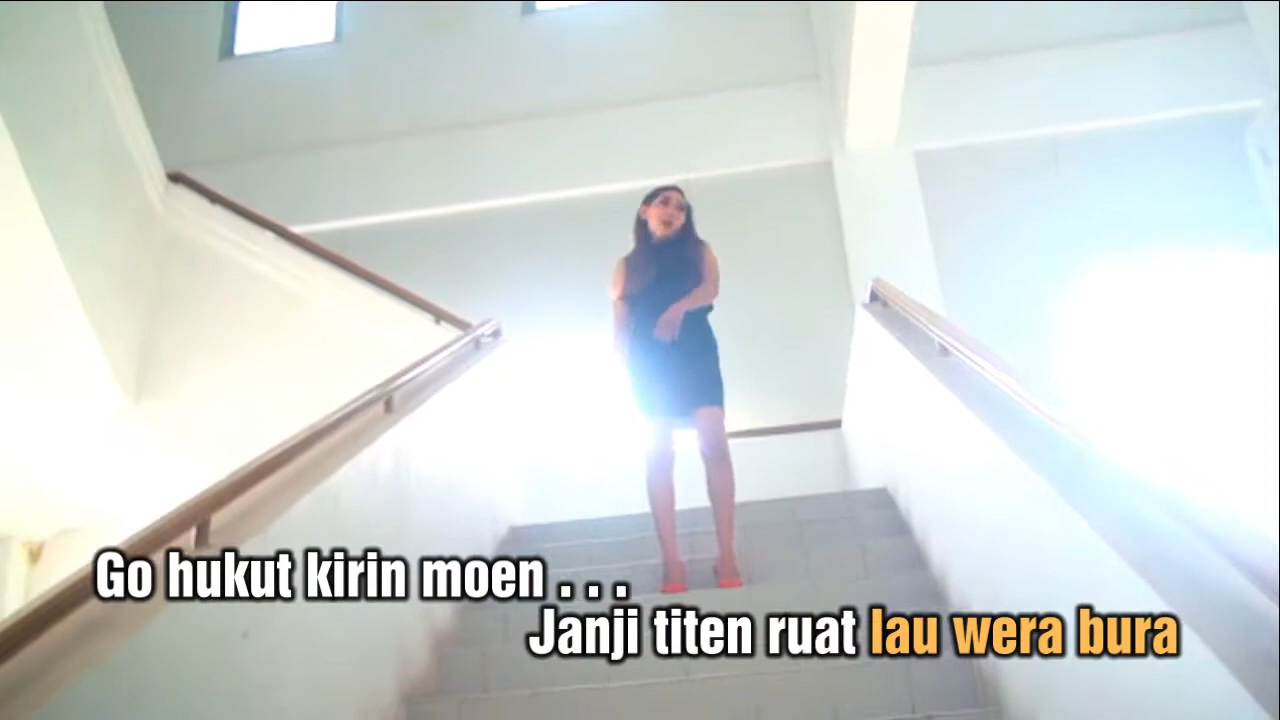 Go hukut kirin moen . . .
Janji titen ruat lau wera bura